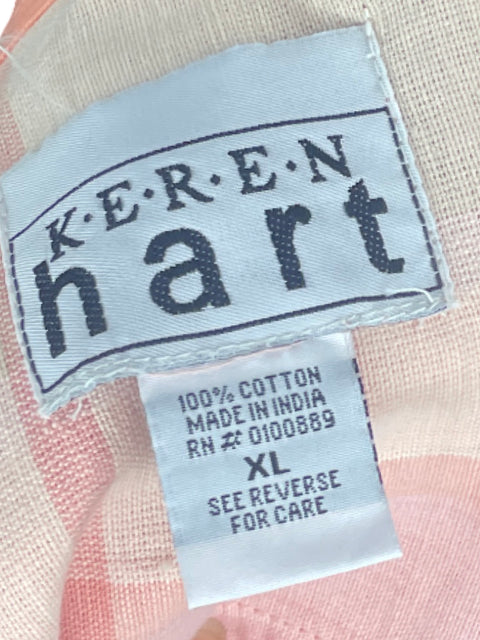 K·E·R·E·N
hart
100% COTTON
MADE IN INDIA
RN # 0100889
XL
SEE REVERSE
FOR CARE